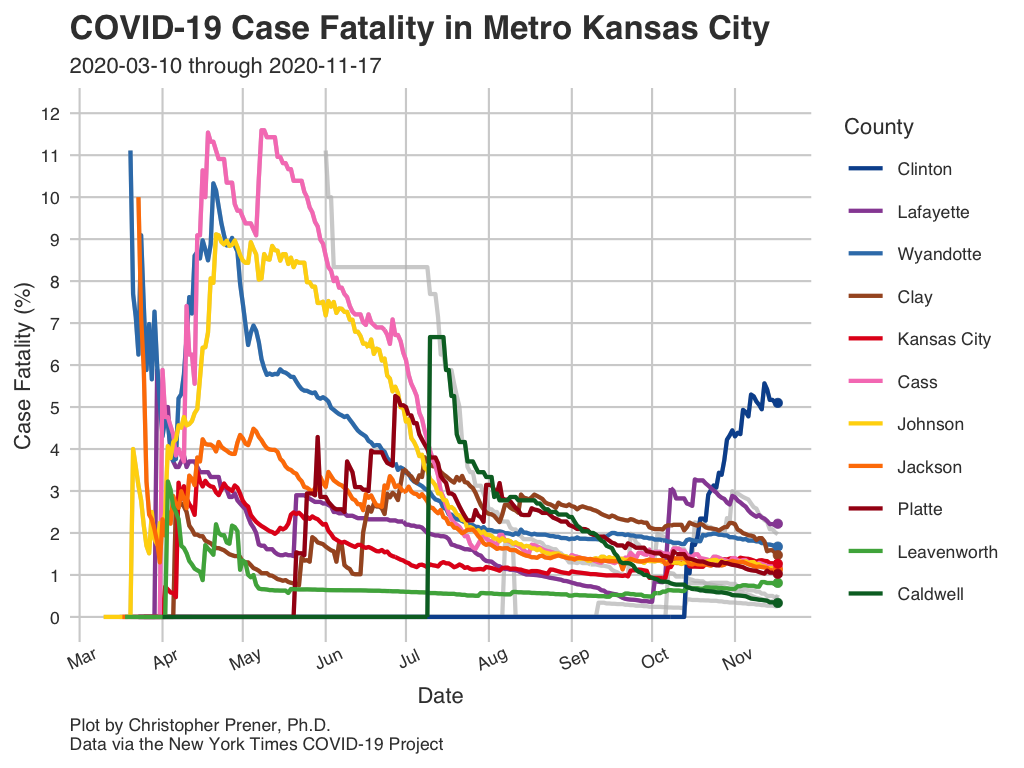 COVID-19 Case Fatality in Metro Kansas City
2020-03-10 through 2020-11-17
Case Fatality (%)
12
11
10
9
8
7
6
5
4
3
2
1
0
Mar
Apr
May
Jun
Jul
Aug
Sep
Oct
Nov
Date
County
Clinton
Lafayette
Wyandotte
Clay
Kansas City
Cass
Johnson
Jackson
Platte
Leavenworth
Caldwell
Plot by Christopher Prener, Ph.D.
Data via the New York Times COVID-19 Project